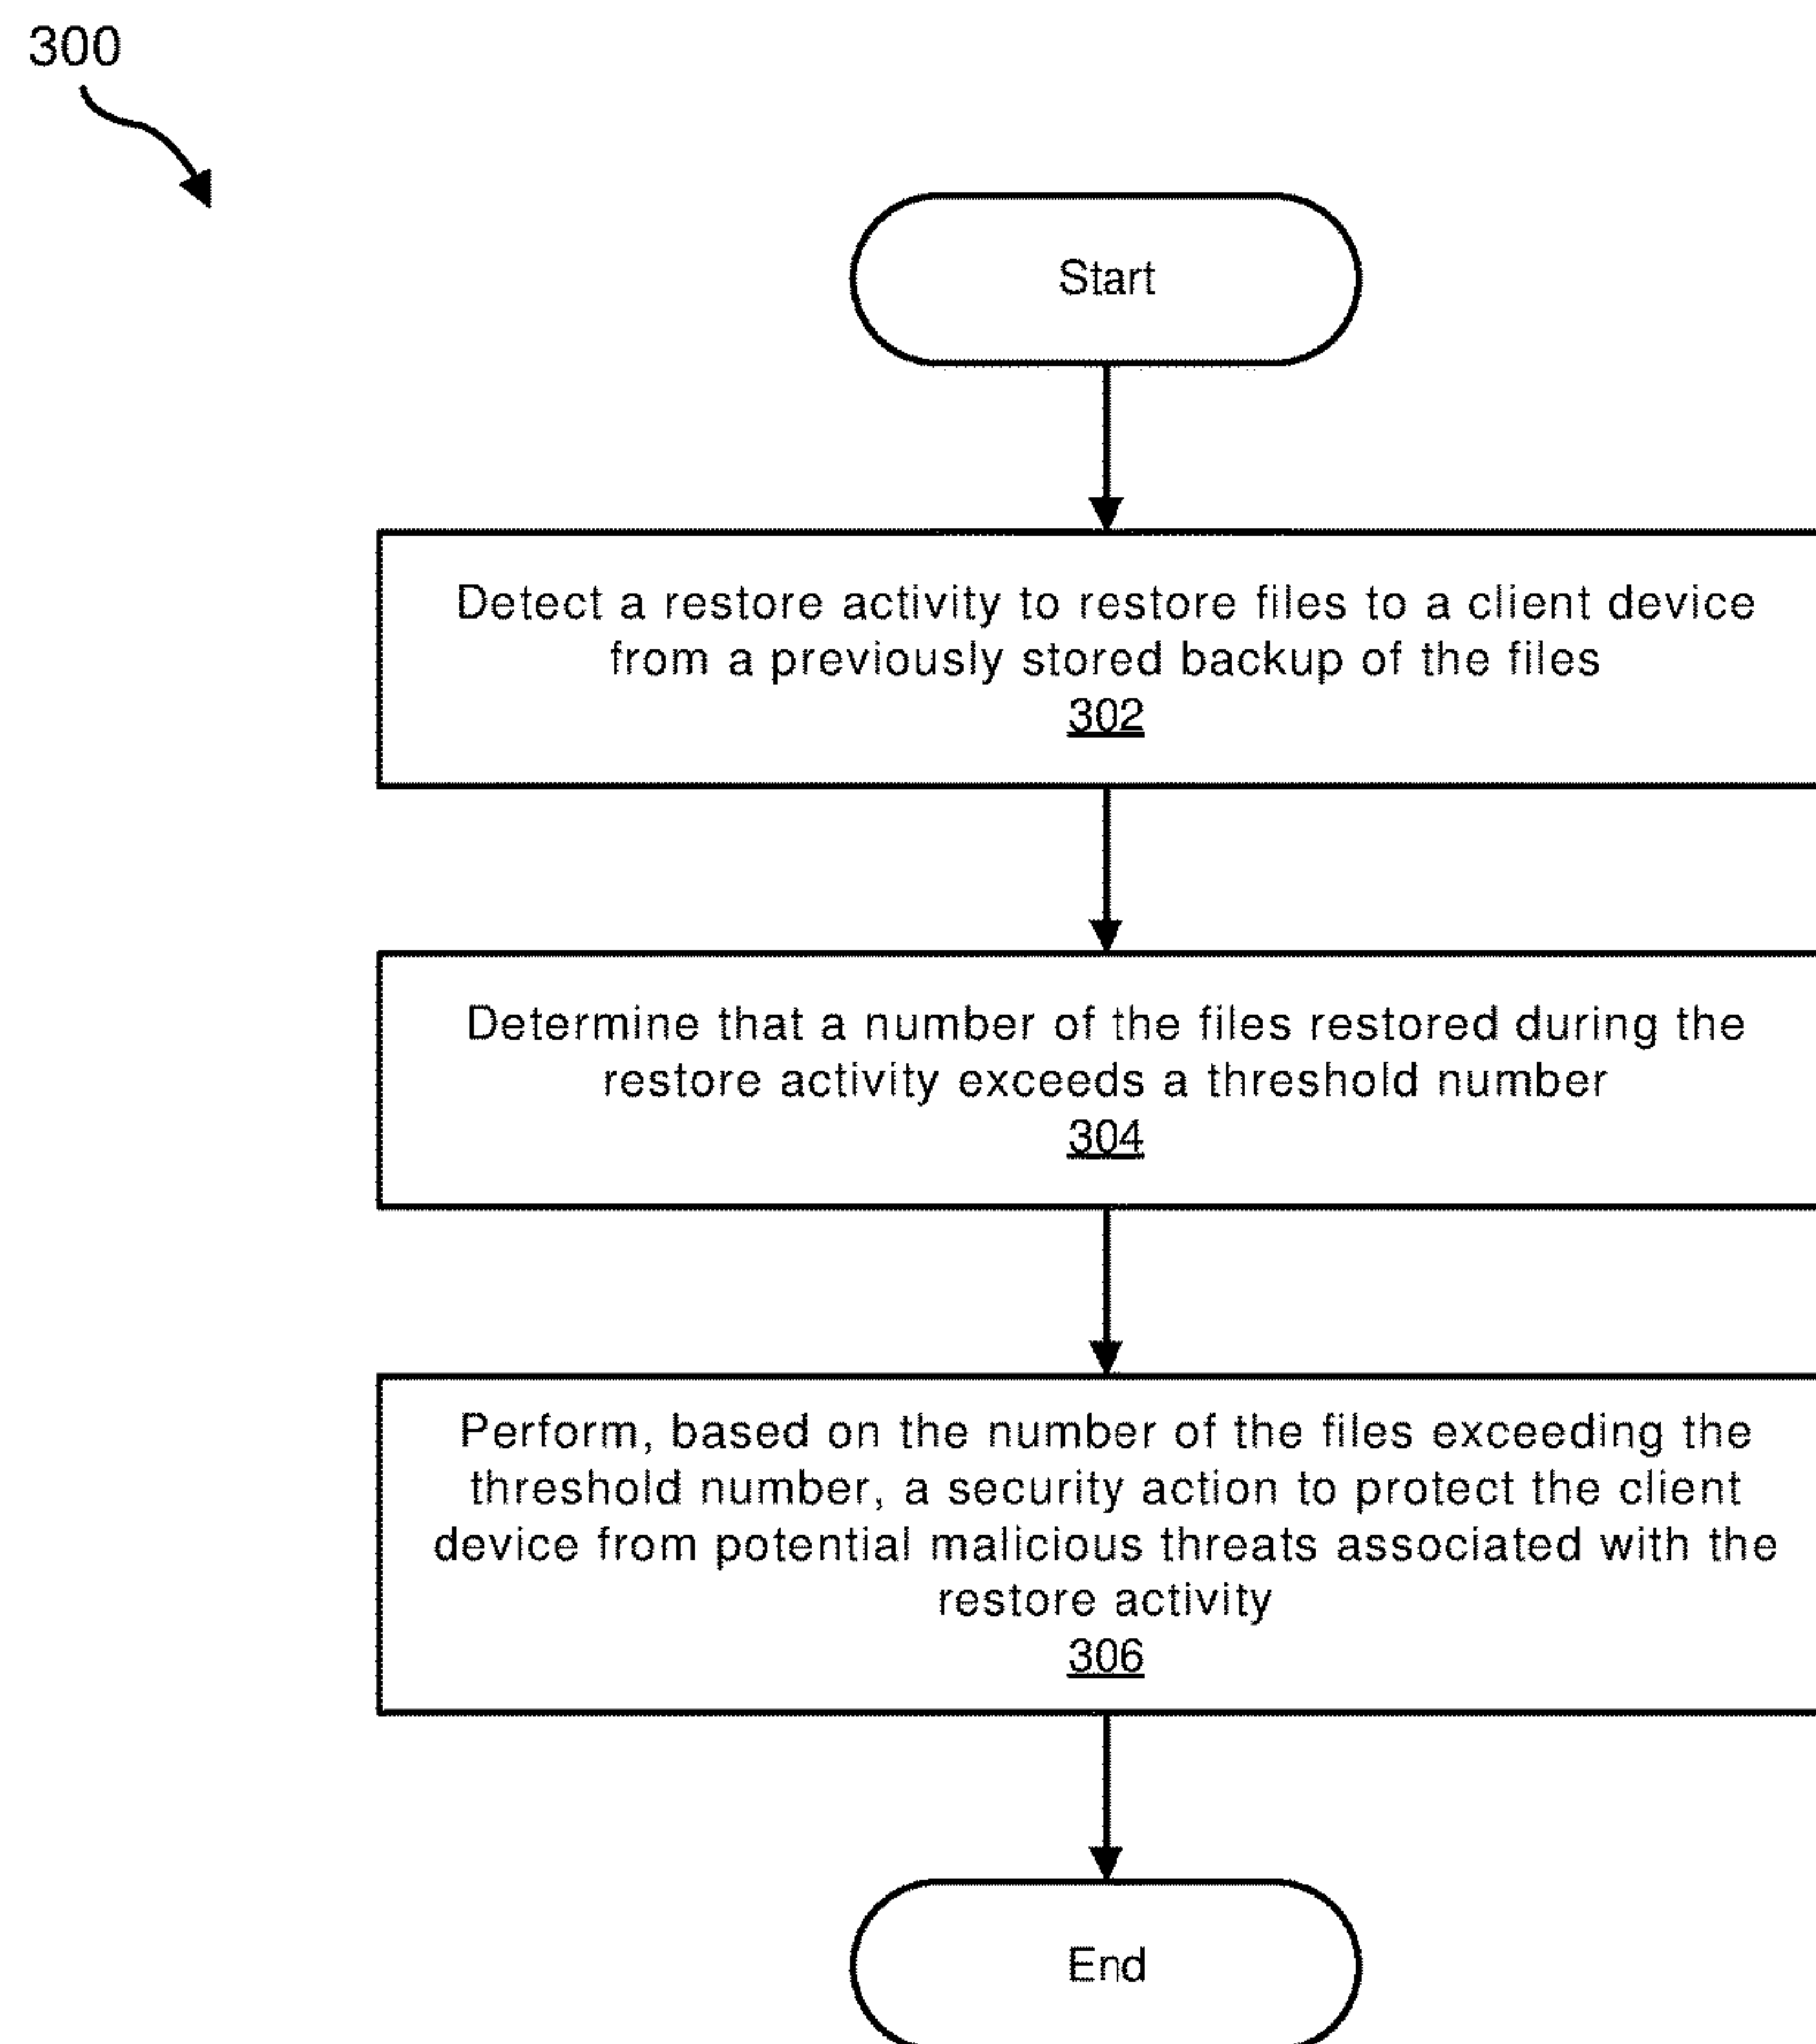 300
Start
Detect a restore activity to restore files to a client device
from a previously stored backup of the files
302
Determine that a number of the files restored during the
restore activity exceeds a threshold number
304
Perform, based on the number of the files exceeding the
threshold number, a security action to protect the client
device from potential malicious threats associated with the
restore activity
306
End